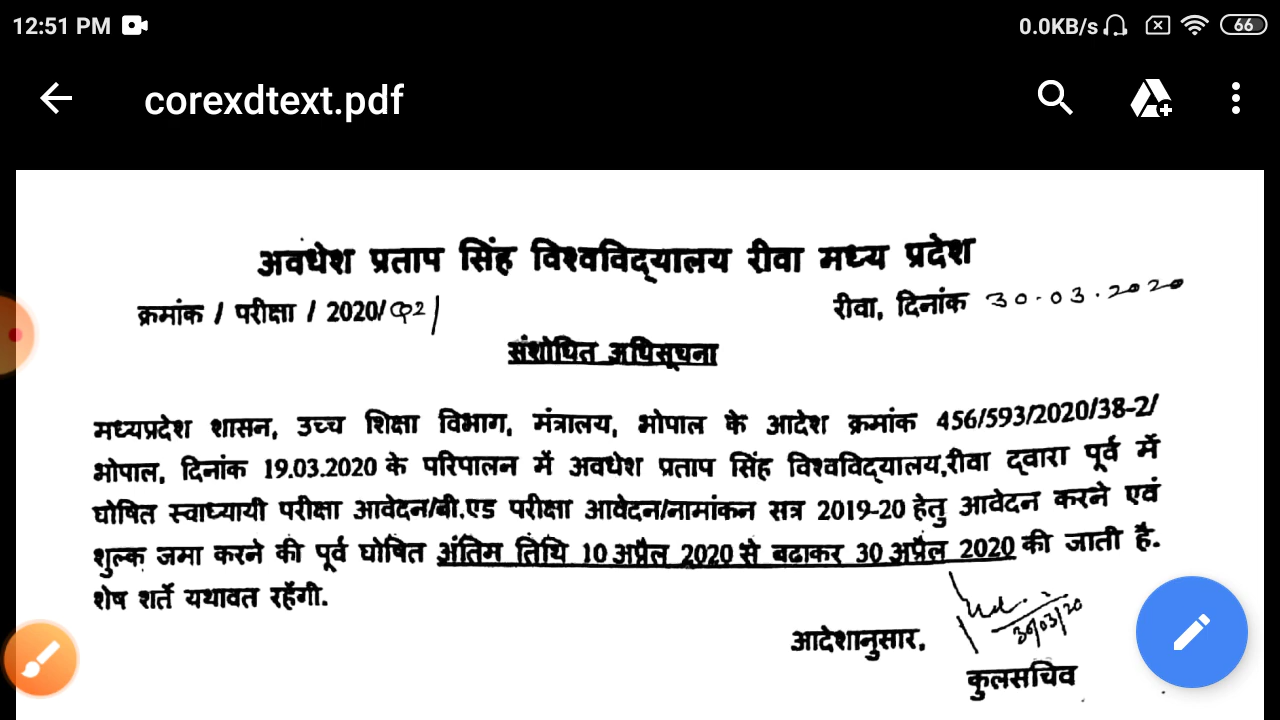 12:51 PM
0.0KB/s
66
corexdtext.pdf
अवधेश प्रताप सिंह विश्वविद्यालय रीवा मध्य प्रदेश
क्रमांक / परीक्षा / 2020/
रीवा, दिनांक 30.03.2020
संशोधित अधिसूचना
मध्यप्रदेश शासन, उच्च शिक्षा विभाग, मंत्रालय, भोपाल के आदेश क्रमांक 456/593/2020/38-2/
भोपाल, दिनांक 19.03.2020 के परिपालन में अवधेश प्रताप सिंह विश्वविद्यालय,रीवा द्वारा पूर्व में
घोषित स्वाध्यायी परीक्षा आवेदन/बी.एड परीक्षा आवेदन/नामांकन सत्र 2019-20 हेतु आवेदन करने एवं
शुल्क जमा करने की पूर्व घोषित अंतिम तिथि 10 अप्रैल 2020 से बढाकर 30 अप्रैल 2020 की जाती है.
शेष शर्ते यथावत रहेंगी.
30/03/20
आदेशानुसार,
कुलसचिव